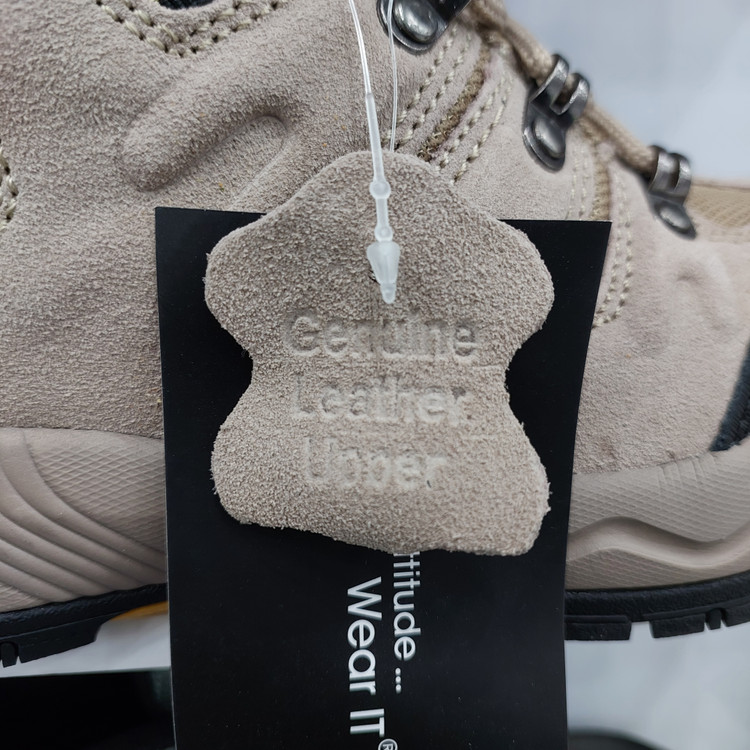 Genuine
Leather
Upper
ttitude...
Wear IT®